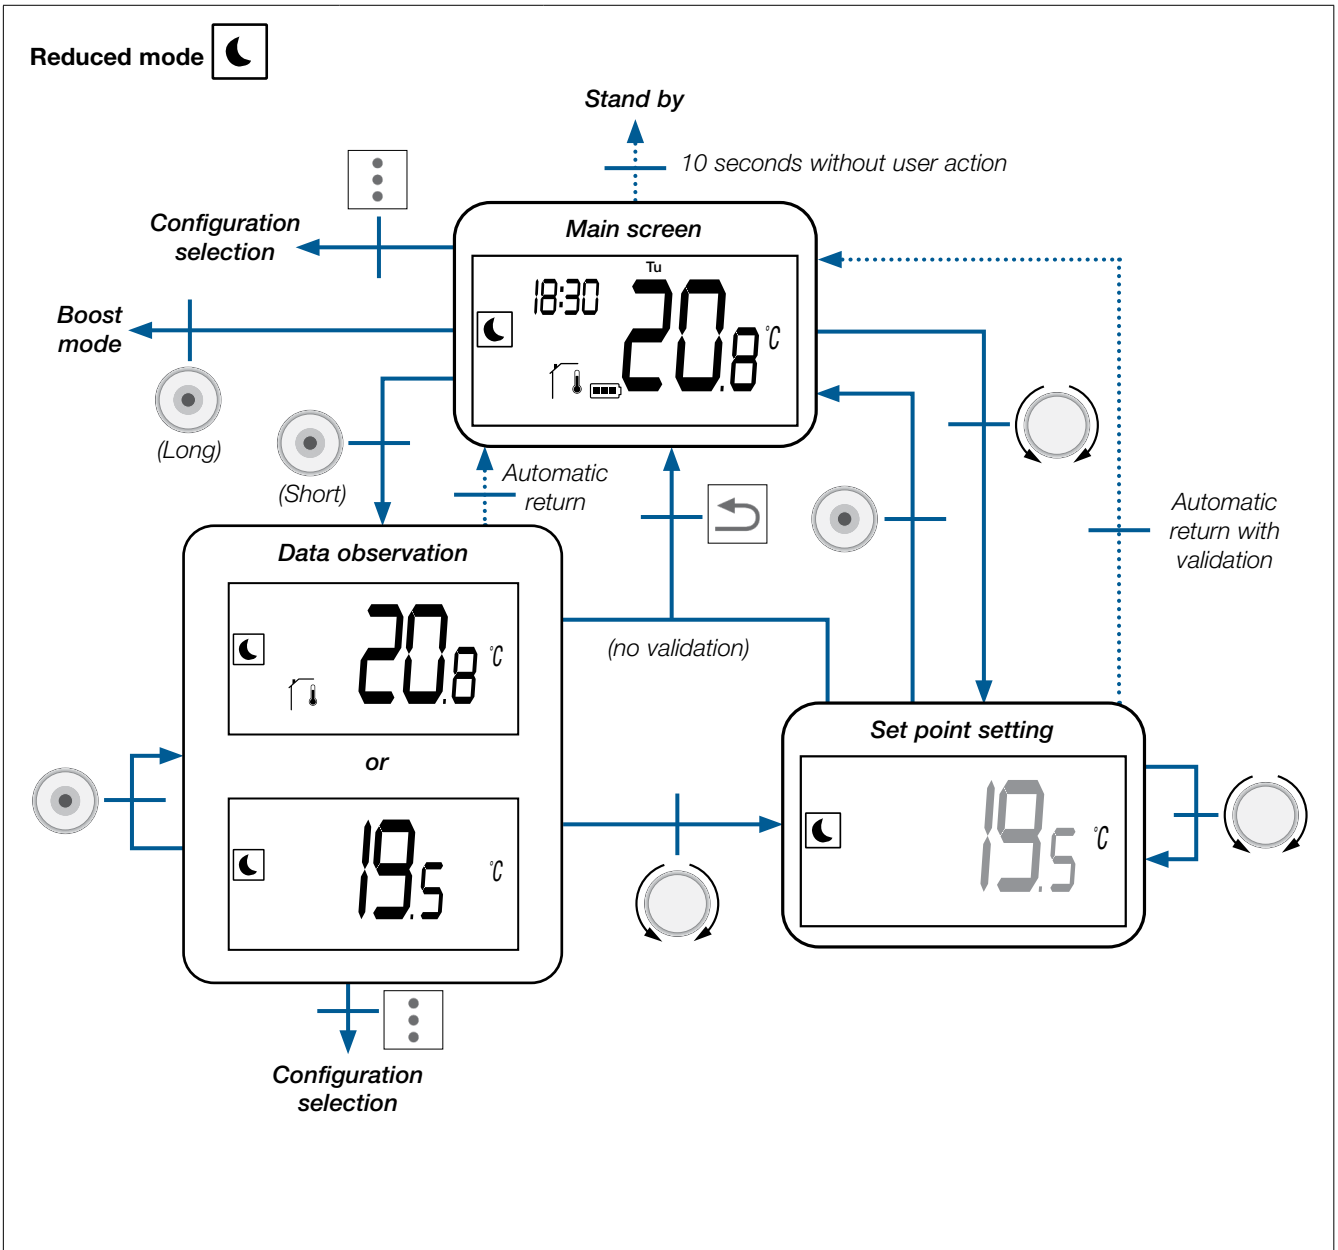 Reduced mode
Stand by
10 seconds without user action
Configuration
selection
Main screen
Tu
18:30
20.8 °C
Boost
mode
(Long)
(Short)
Automatic
return
Automatic
return with
validation
Data observation
20.8 °C
(no validation)
or
19.5 °C
Set point setting
19.5 °C
Configuration
selection